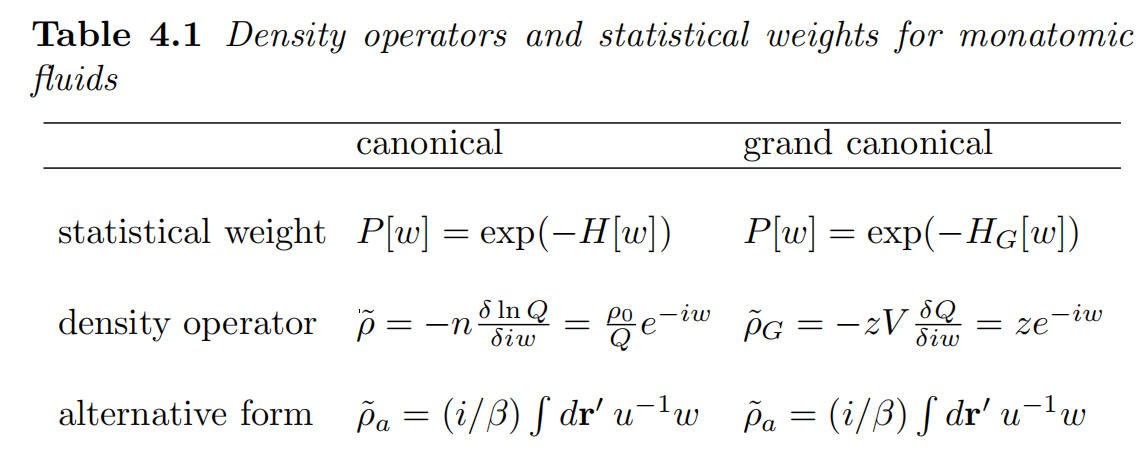 Table 4.1 Density operators and statistical weights for monatomic
fluids
canonical grand canonical
statistical weight P[w] = exp(−H[w]) P[w] = exp(−H_G[w])
density operator ρ̃ = −n δ ln Q/δiw = ρ₀/Q e^{−iw} ρ̃_G = −zV δQ/δiw = ze^{−iw}
alternative form ρ̃_a = (i/β) ∫ dr′ u^{−1}w ρ̃_a = (i/β) ∫ dr′ u^{−1}w